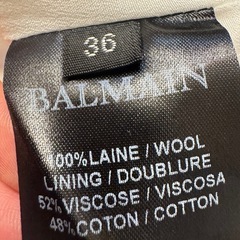 36
BALMAIN
100% LAINE / WOOL
LINING / DOUBLURE
52% VISCOSE / VISCOSA
48% COTON / COTTON